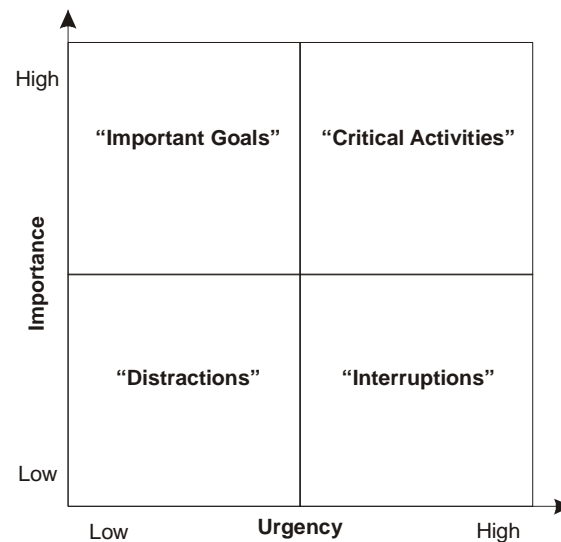 High
“Important Goals”
“Critical Activities”
Importance
“Distractions”
“Interruptions”
Low
Low
Urgency
High